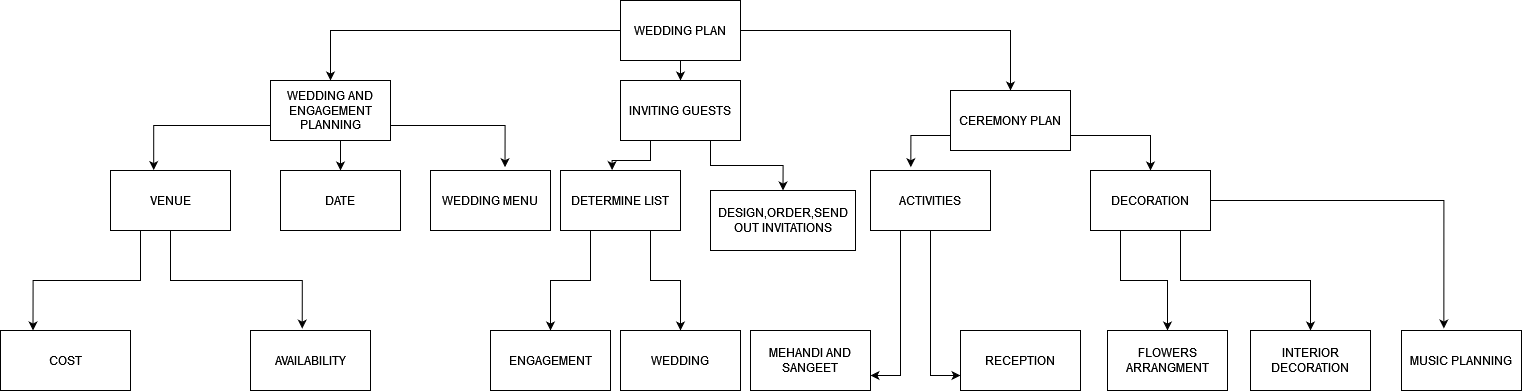 WEDDING PLAN
WEDDING AND
ENGAGEMENT
PLANNING
INVITING GUESTS
CEREMONY PLAN
VENUE
DATE
WEDDING MENU
DETERMINE LIST
DESIGN,ORDER,SEND
OUT INVITATIONS
ACTIVITIES
DECORATION
COST
AVAILABILITY
ENGAGEMENT
WEDDING
MEHANDI AND
SANGEET
RECEPTION
FLOWERS
ARRANGMENT
INTERIOR
DECORATION
MUSIC PLANNING